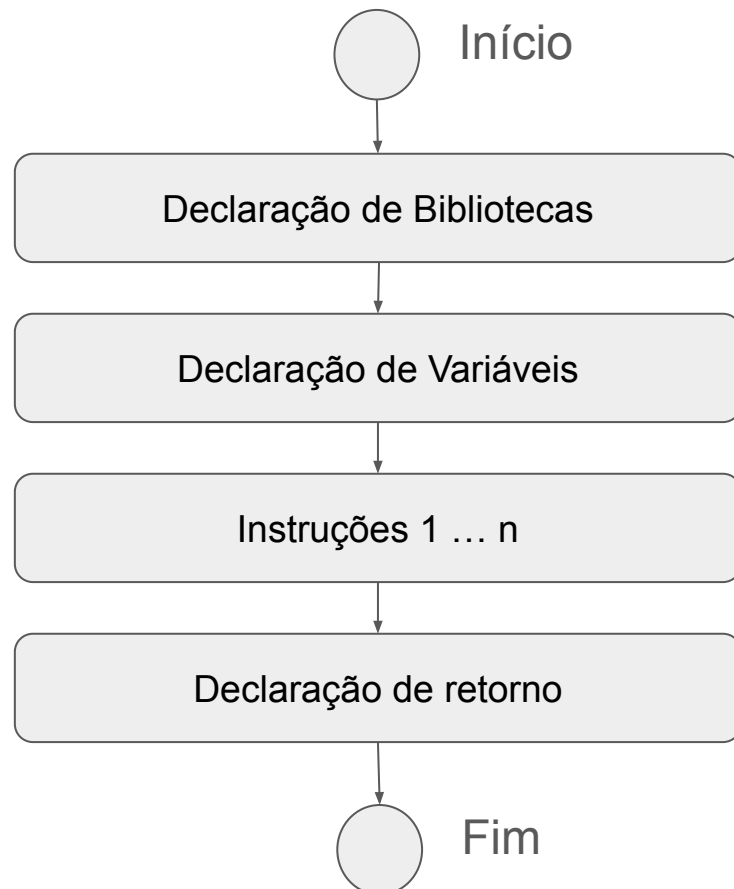 Início
Declaração de Bibliotecas
Declaração de Variáveis
Instruções 1 … n
Declaração de retorno
Fim